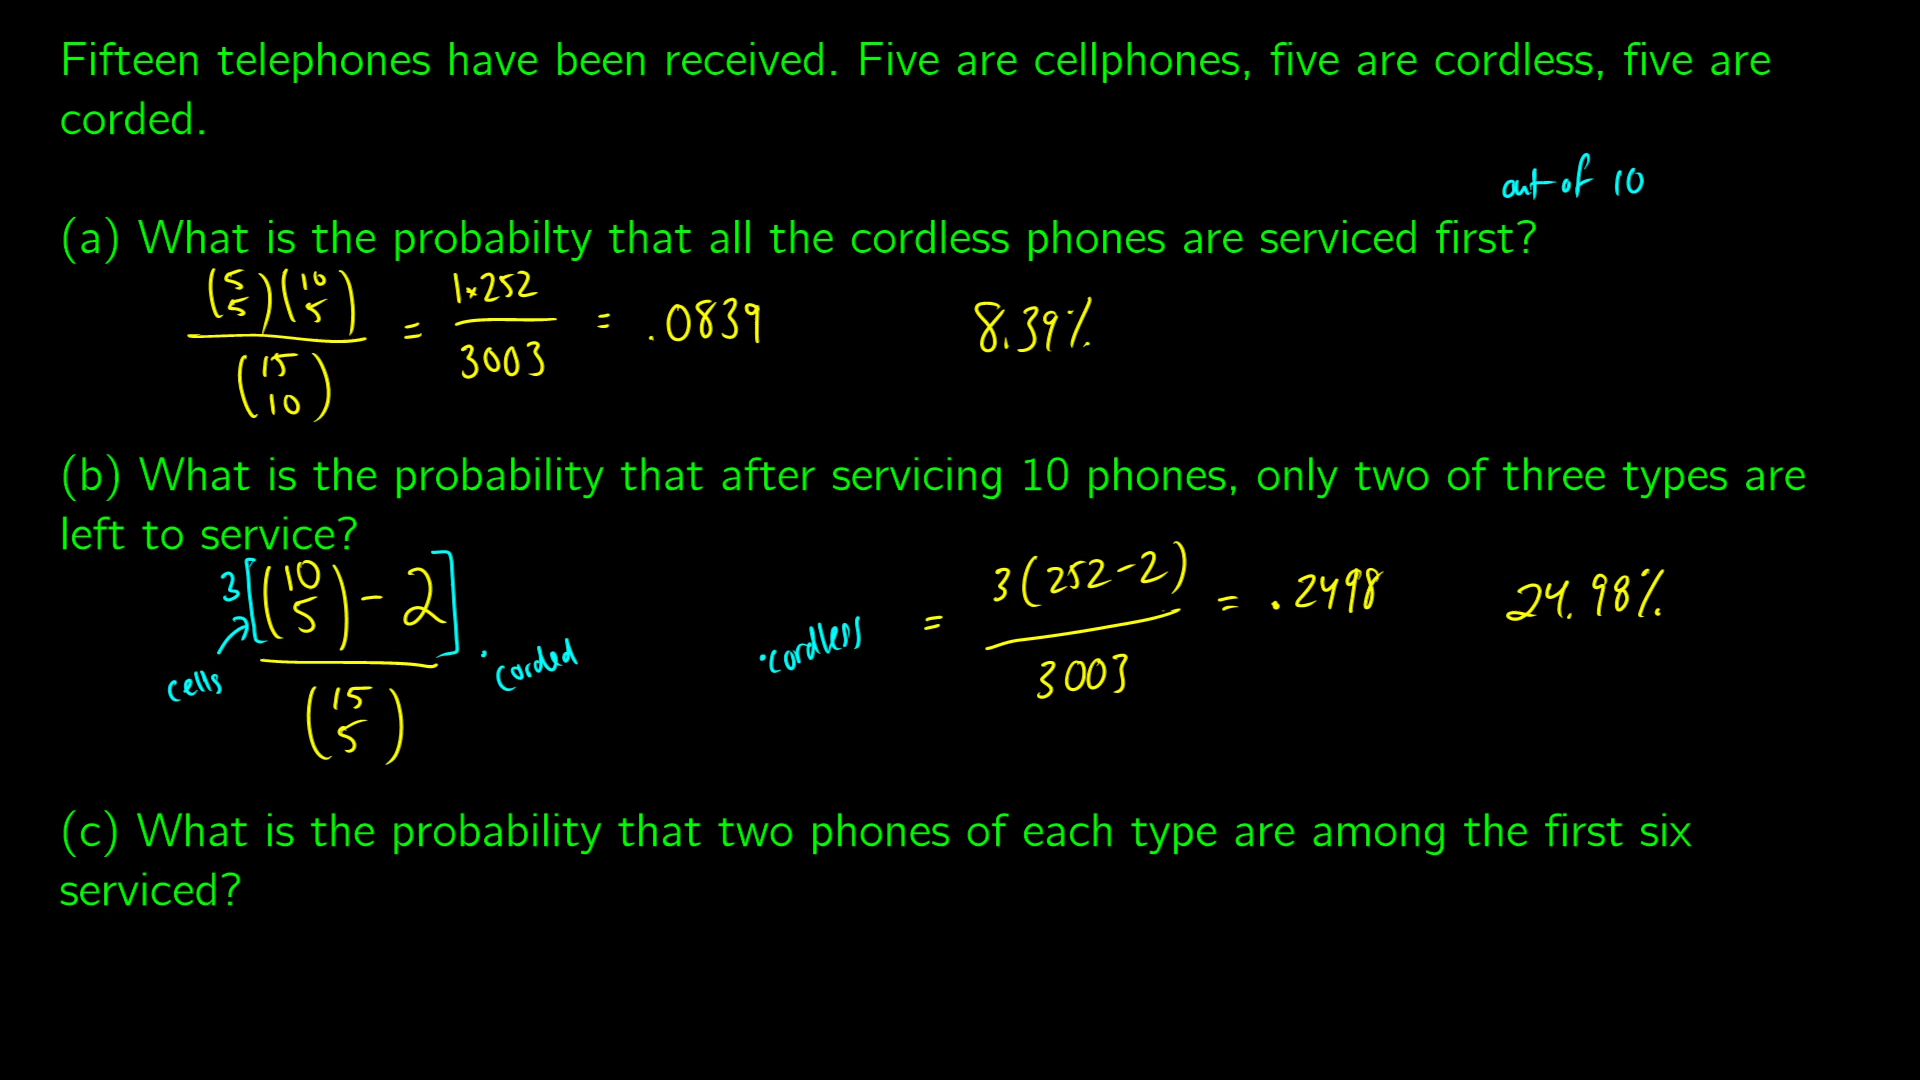 Fifteen telephones have been received. Five are cellphones, five are cordless, five are
corded.
out of 10
(a) What is the probabilty that all the cordless phones are serviced first?
(5 5)(10 5) / (15 10) = 1×252 / 3003 = .0839 8.39%
(b) What is the probability that after servicing 10 phones, only two of three types are
left to service?
3[(10 5) - 2] / (15 5) = 3(252-2) / 3003 = .2498 24.98%
cells · corded · cordless
(c) What is the probability that two phones of each type are among the first six
serviced?